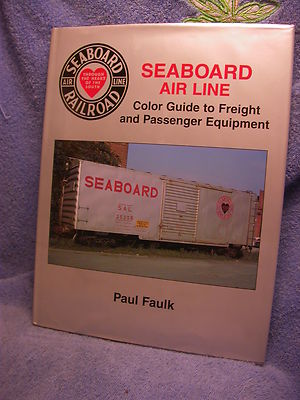 SEABOARD
AIR LINE
RAILROAD
THROUGH
THE HEART
OF THE
SOUTH
SEABOARD
AIR LINE
Color Guide to Freight
and Passenger Equipment
SEABOARD
SAL
Paul Faulk